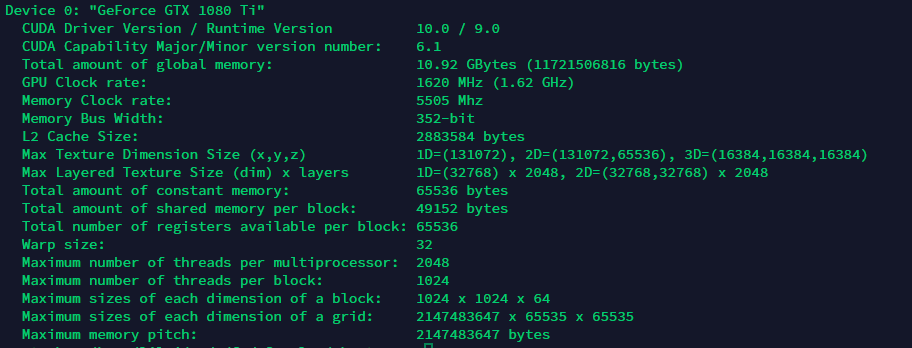 Device 0: "GeForce GTX 1080 Ti"
CUDA Driver Version / Runtime Version 10.0 / 9.0
CUDA Capability Major/Minor version number: 6.1
Total amount of global memory: 10.92 GBytes (11721506816 bytes)
GPU Clock rate: 1620 MHz (1.62 GHz)
Memory Clock rate: 5505 Mhz
Memory Bus Width: 352-bit
L2 Cache Size: 2883584 bytes
Max Texture Dimension Size (x,y,z) 1D=(131072), 2D=(131072,65536), 3D=(16384,16384,16384)
Max Layered Texture Size (dim) x layers 1D=(32768) x 2048, 2D=(32768,32768) x 2048
Total amount of constant memory: 65536 bytes
Total amount of shared memory per block: 49152 bytes
Total number of registers available per block: 65536
Warp size: 32
Maximum number of threads per multiprocessor: 2048
Maximum number of threads per block: 1024
Maximum sizes of each dimension of a block: 1024 x 1024 x 64
Maximum sizes of each dimension of a grid: 2147483647 x 65535 x 65535
Maximum memory pitch: 2147483647 bytes